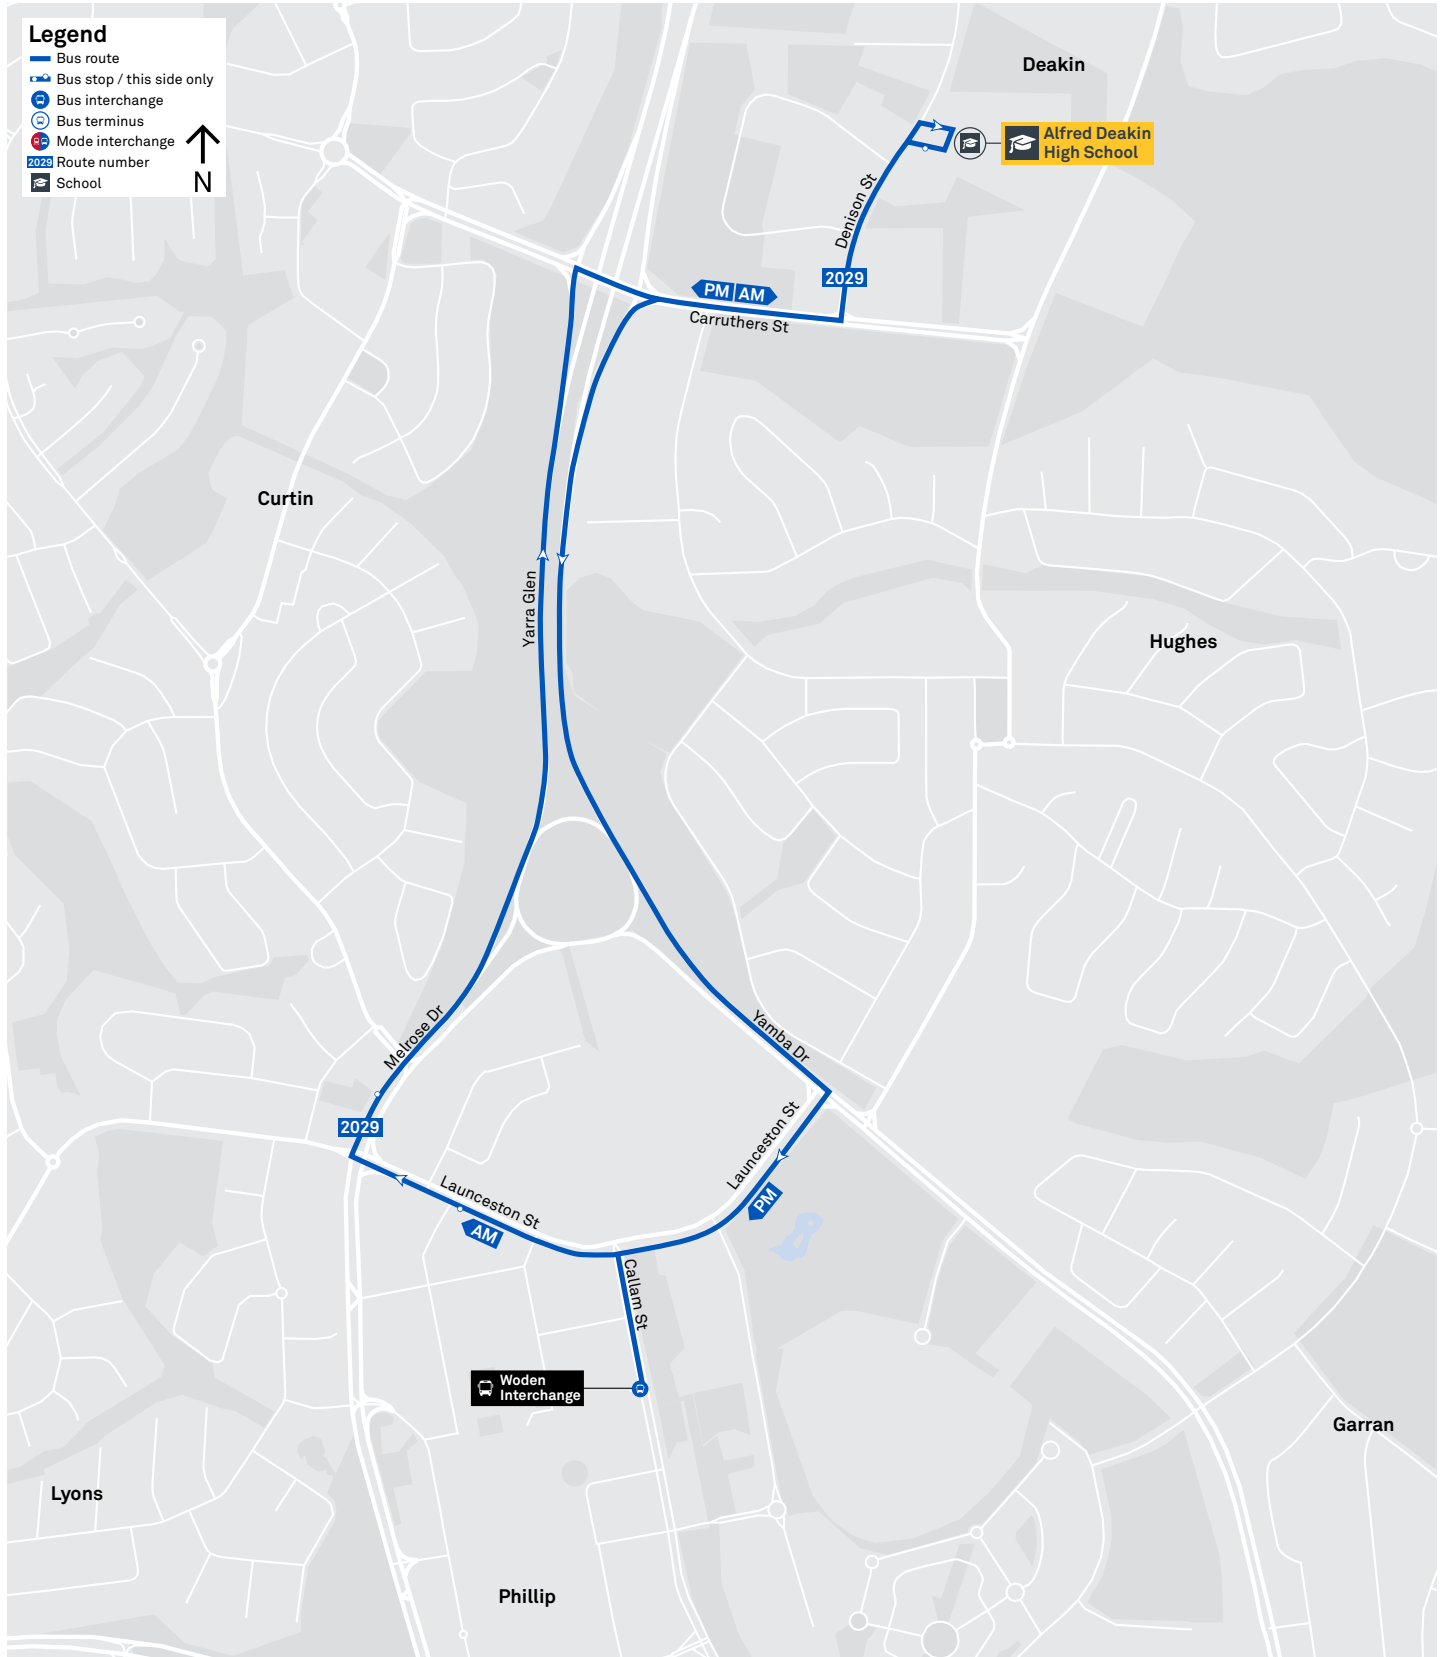 Legend
Bus route
Bus stop / this side only
Bus interchange
Bus terminus
Mode interchange
2029 Route number
School
N
Deakin
Alfred Deakin
High School
Denison St
2029
PM AM
Carruthers St
Curtin
Yarra Glen
Hughes
Melrose Dr
Yamba Dr
2029
Launceston St
Launceston St
PM
AM
Callam St
Woden
Interchange
Garran
Lyons
Phillip